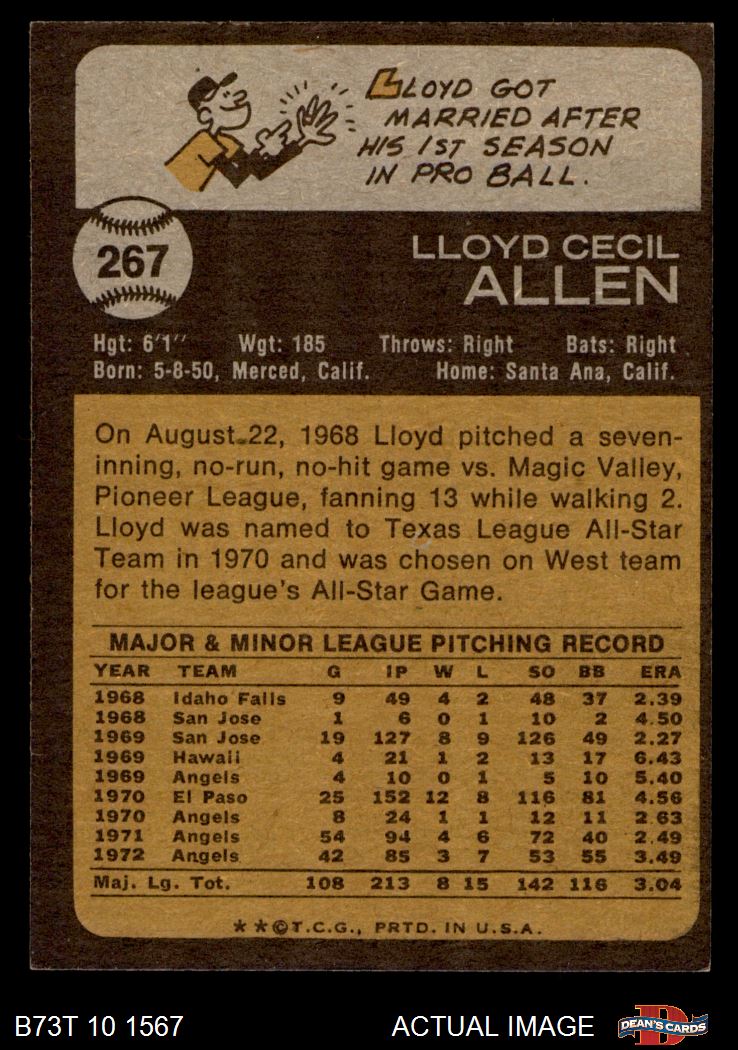 LLOYD GOT
MARRIED AFTER
HIS 1ST SEASON
IN PRO BALL.
267
LLOYD CECIL
ALLEN
Hgt: 6'1" Wgt: 185 Throws: Right Bats: Right
Born: 5-8-50, Merced, Calif. Home: Santa Ana, Calif.
On August 22, 1968 Lloyd pitched a seven-
inning, no-run, no-hit game vs. Magic Valley,
Pioneer League, fanning 13 while walking 2.
Lloyd was named to Texas League All-Star
Team in 1970 and was chosen on West team
for the league's All-Star Game.
MAJOR & MINOR LEAGUE PITCHING RECORD
YEAR TEAM G IP W L SO BB ERA
1968 Idaho Falls 9 49 4 2 48 37 2.39
1968 San Jose 1 6 0 1 10 2 4.50
1969 San Jose 19 127 8 9 126 49 2.27
1969 Hawaii 4 21 1 2 13 17 6.43
1969 Angels 4 10 0 1 5 10 5.40
1970 El Paso 25 152 12 8 116 81 4.56
1970 Angels 8 24 1 1 12 11 2.63
1971 Angels 54 94 4 6 72 40 2.49
1972 Angels 42 85 3 7 53 55 3.49
Maj. Lg. Tot. 108 213 8 15 142 116 3.04
**©T.C.G., PRTD. IN U.S.A.
B73T 10 1567 ACTUAL IMAGE D DEAN'S CARDS